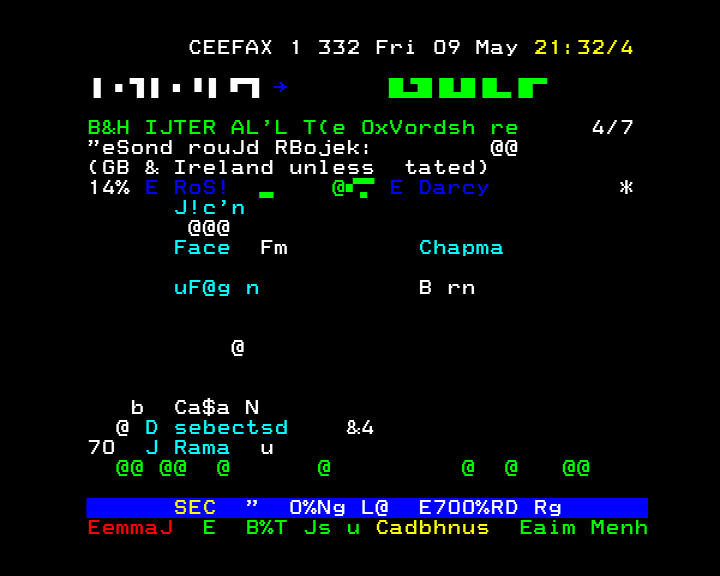 CEEFAX 1 332 Fri 09 May 21:32/4
B&H IJTER AL'L T(e OxVordsh re 4/7
"eSond rouJd RBojek: @@
(GB & Ireland unless tated)
14% E RoS! @ E Darcy *
J!c'n
@@@
Face Fm Chapma
uF@g n B rn
@
b Ca$a N
@ D sebectsd &4
70 J Rama u
@@ @@ @ @ @ @ @@
SEC " O%Ng L@ E700%RD Rg
EemmaJ E B%T Js u Cadbhnus Eaim Menh